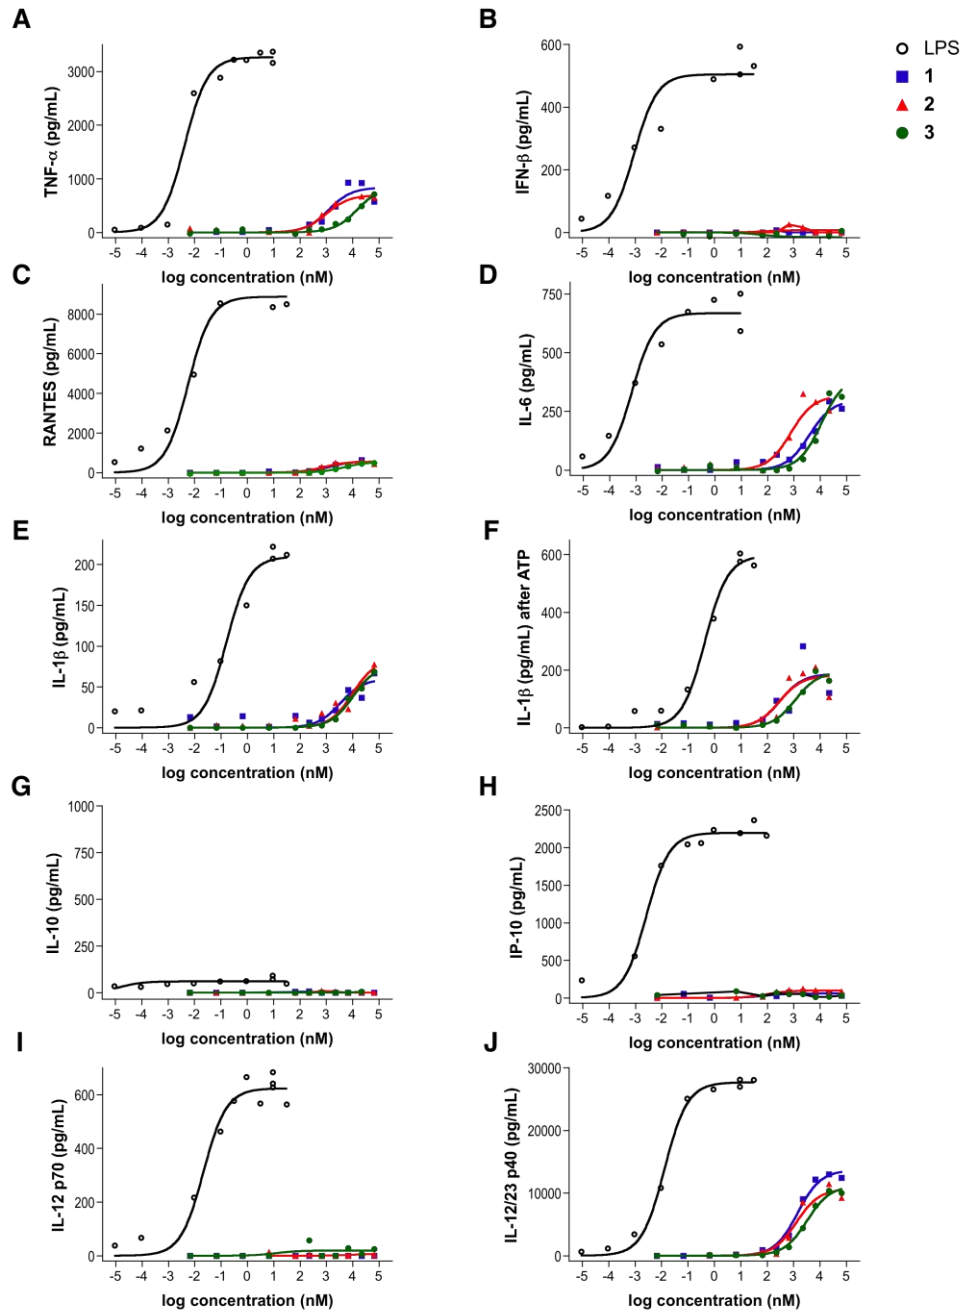 A
B
3000
2000
1000
0
TNF-α (pg/mL)
-5 -4 -3 -2 -1 0 1 2 3 4 5
log concentration (nM)
600
400
200
0
IFN-β (pg/mL)
-5 -4 -3 -2 -1 0 1 2 3 4 5
log concentration (nM)
LPS
1
2
3
C
D
8000
6000
4000
2000
0
RANTES (pg/mL)
-5 -4 -3 -2 -1 0 1 2 3 4 5
log concentration (nM)
750
500
250
0
IL-6 (pg/mL)
-5 -4 -3 -2 -1 0 1 2 3 4 5
log concentration (nM)
E
F
200
150
100
50
0
IL-1β (pg/mL)
-5 -4 -3 -2 -1 0 1 2 3 4 5
log concentration (nM)
600
400
200
0
IL-1β (pg/mL) after ATP
-5 -4 -3 -2 -1 0 1 2 3 4 5
log concentration (nM)
G
H
1000
750
500
250
0
IL-10 (pg/mL)
-5 -4 -3 -2 -1 0 1 2 3 4 5
log concentration (nM)
2500
2000
1500
1000
500
0
IP-10 (pg/mL)
-5 -4 -3 -2 -1 0 1 2 3 4 5
log concentration (nM)
I
J
600
400
200
0
IL-12 p70 (pg/mL)
-5 -4 -3 -2 -1 0 1 2 3 4 5
log concentration (nM)
30000
20000
10000
0
IL-12/23 p40 (pg/mL)
-5 -4 -3 -2 -1 0 1 2 3 4 5
log concentration (nM)